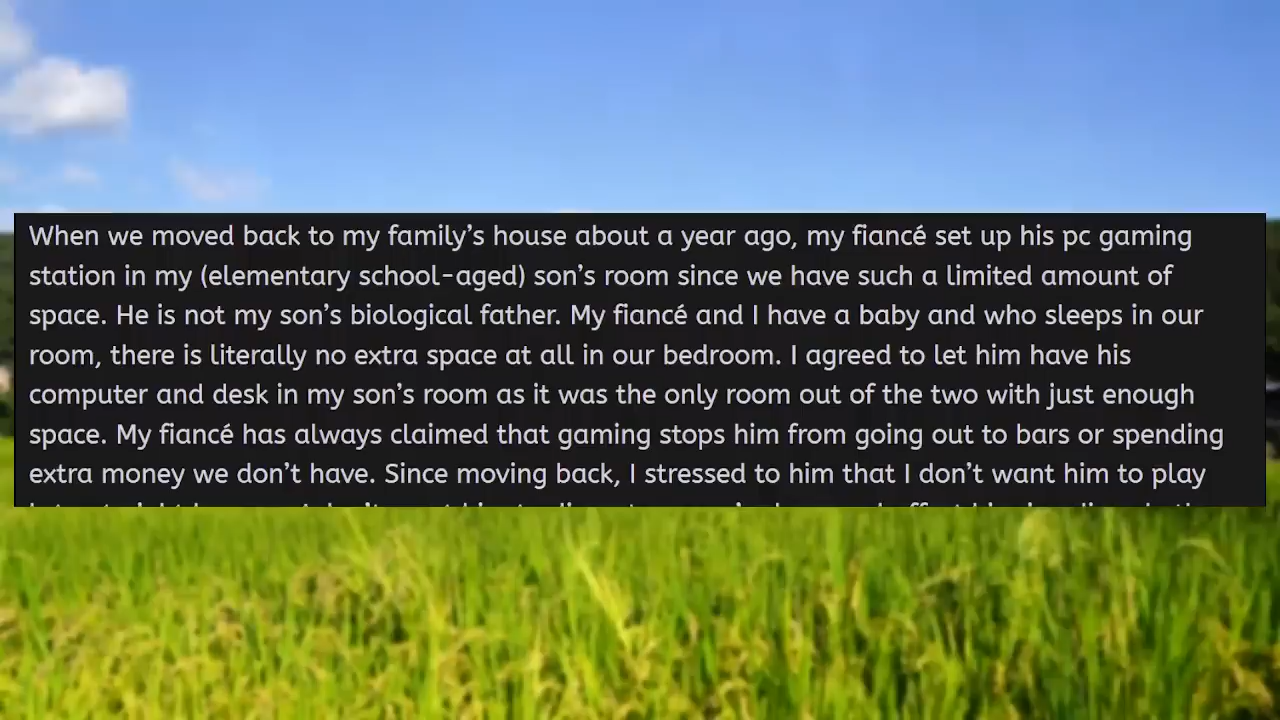 When we moved back to my family’s house about a year ago, my fiancé set up his pc gaming
station in my (elementary school-aged) son’s room since we have such a limited amount of
space. He is not my son’s biological father. My fiancé and I have a baby and who sleeps in our
room, there is literally no extra space at all in our bedroom. I agreed to let him have his
computer and desk in my son’s room as it was the only room out of the two with just enough
space. My fiancé has always claimed that gaming stops him from going out to bars or spending
extra money we don’t have. Since moving back, I stressed to him that I don’t want him to play